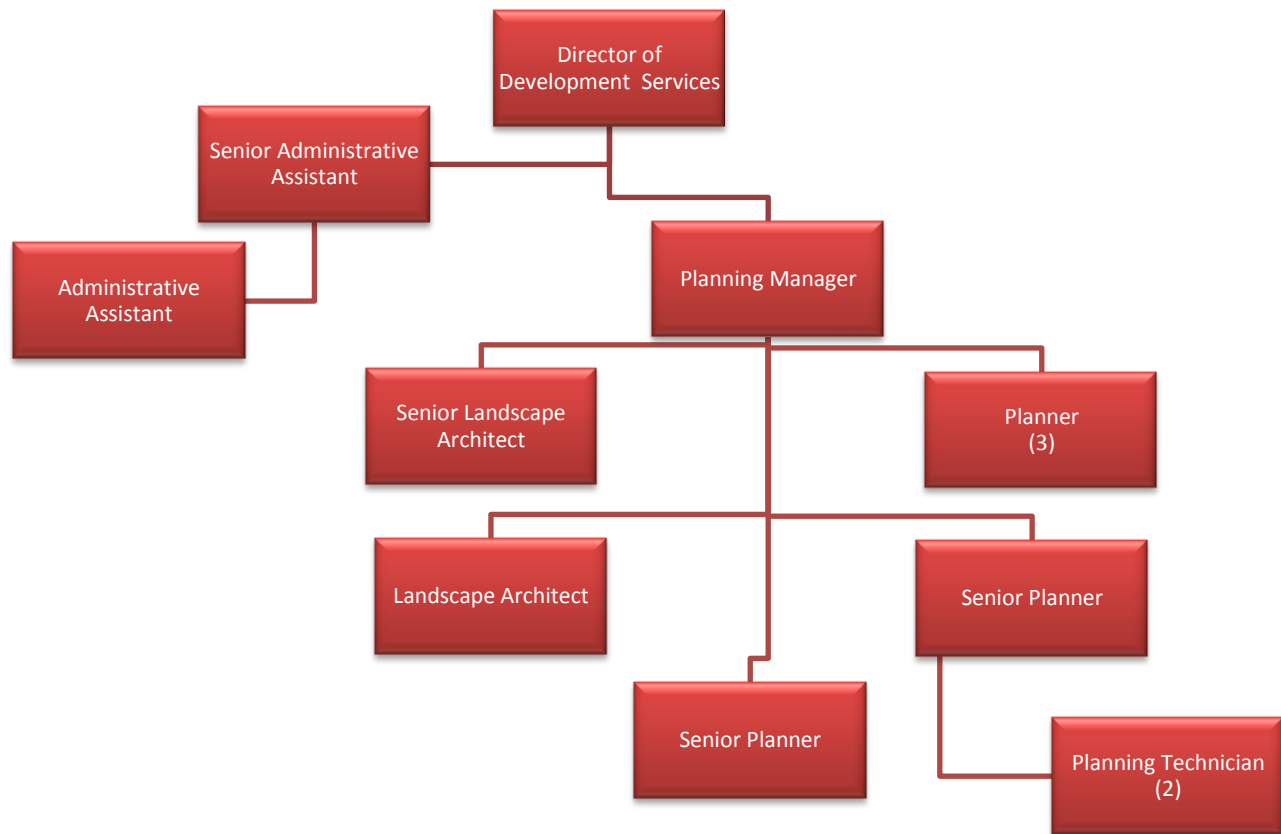 Director of
Development Services
Senior Administrative
Assistant
Administrative
Assistant
Planning Manager
Senior Landscape
Architect
Planner
(3)
Landscape Architect
Senior Planner
Senior Planner
Planning Technician
(2)